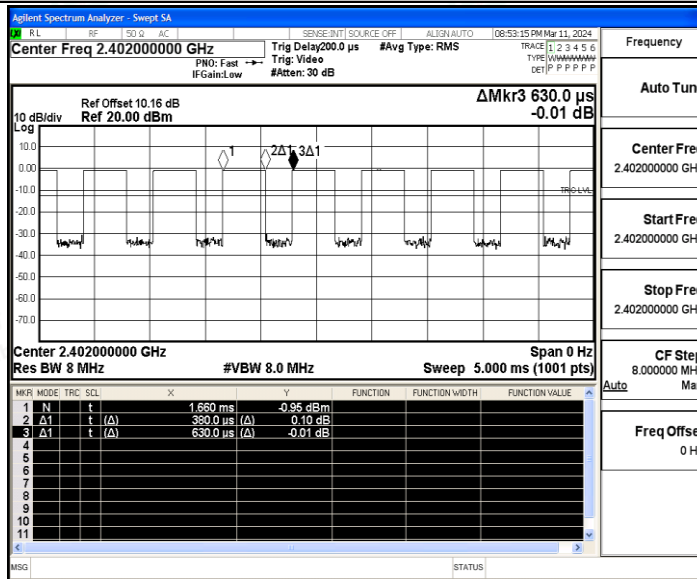 Agilent Spectrum Analyzer - Swept SA
RL RF 50 Ω AC SENSE:INT SOURCE OFF ALIGN AUTO 08:53:15 PM Mar 11, 2024
Center Freq 2.402000000 GHz
PNO: Fast
IFGain:Low
Trig Delay200.0 µs
Trig: Video
#Atten: 30 dB
#Avg Type: RMS
TRACE 1 2 3 4 5 6
TYPE
DET P P P P P P
Ref Offset 10.16 dB
10 dB/div Ref 20.00 dBm
Log
ΔMkr3 630.0 µs
-0.01 dB
10.0
0.00
-10.0
-20.0
-30.0
-40.0
-50.0
-60.0
-70.0
1
2Δ1
3Δ1
TRIG LVL
Center 2.402000000 GHz Span 0 Hz
Res BW 8 MHz #VBW 8.0 MHz Sweep 5.000 ms (1001 pts)
MKR MODE TRC SCL X Y FUNCTION FUNCTION WIDTH FUNCTION VALUE
1 N t 1.660 ms -0.95 dBm
2 Δ1 t (Δ) 380.0 µs (Δ) 0.10 dB
3 Δ1 t (Δ) 630.0 µs (Δ) -0.01 dB
4
5
6
7
8
9
10
11
MSG STATUS
Frequency
Auto Tun
Center Fre
2.402000000 GH
Start Fre
2.402000000 GH
Stop Fre
2.402000000 GH
CF Step
8.000000 MH
Auto Ma
Freq Offse
0 H